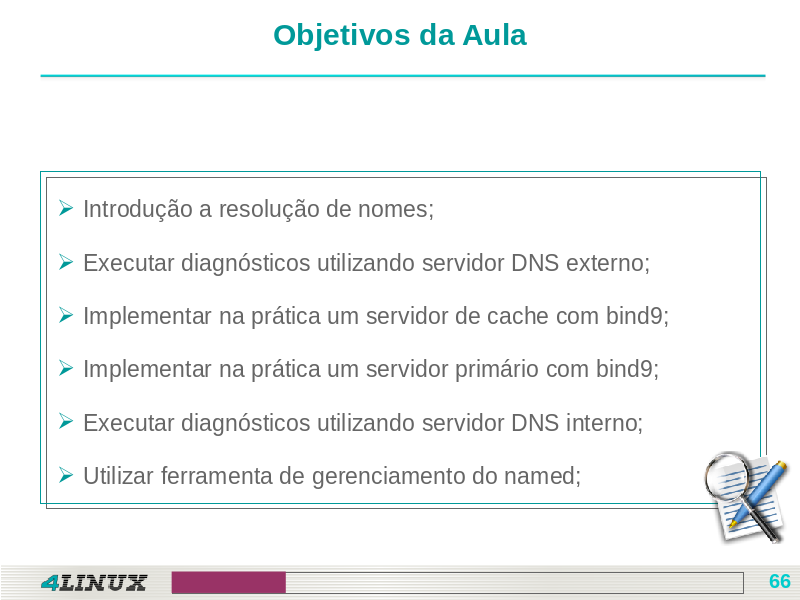 Objetivos da Aula
Introdução a resolução de nomes;
Executar diagnósticos utilizando servidor DNS externo;
Implementar na prática um servidor de cache com bind9;
Implementar na prática um servidor primário com bind9;
Executar diagnósticos utilizando servidor DNS interno;
Utilizar ferramenta de gerenciamento do named;
4LINUX
66